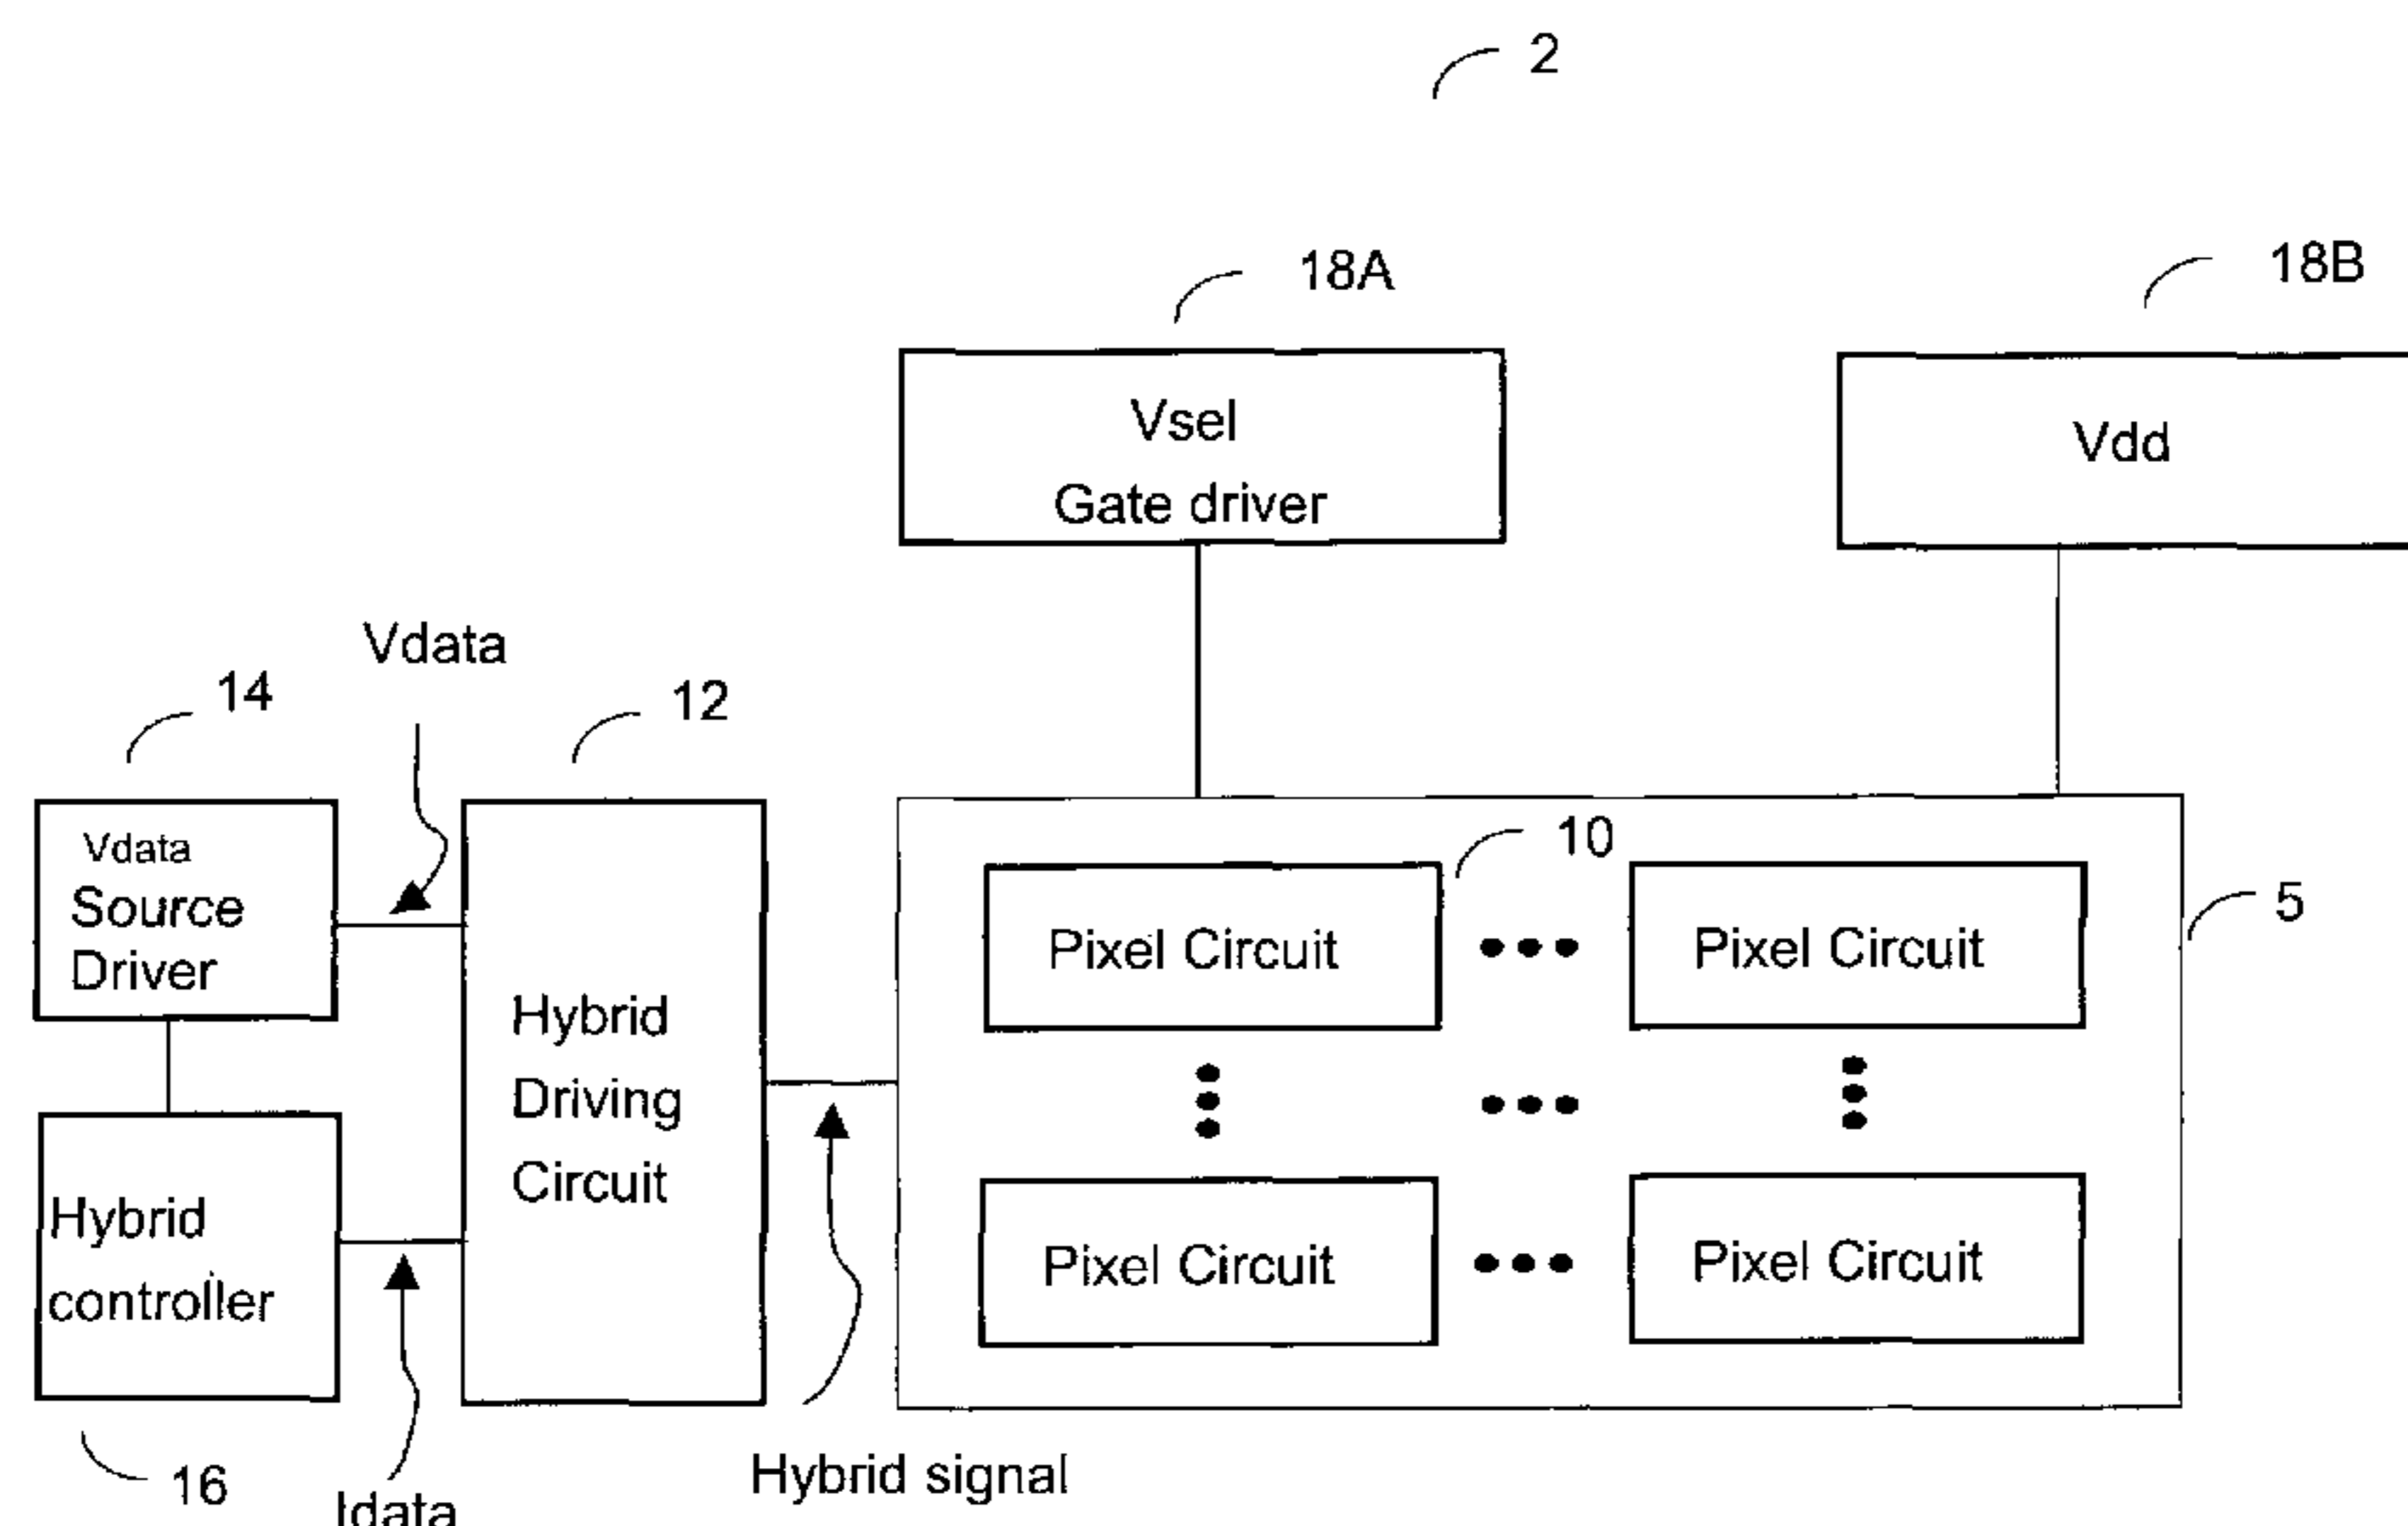 2
18A
18B
Vsel
Gate driver
Vdd
Vdata
14
12
Vdata
Source
Driver
10
5
Pixel Circuit
Pixel Circuit
Hybrid
Driving
Circuit
Hybrid
controller
Pixel Circuit
Pixel Circuit
16
Idata
Hybrid signal